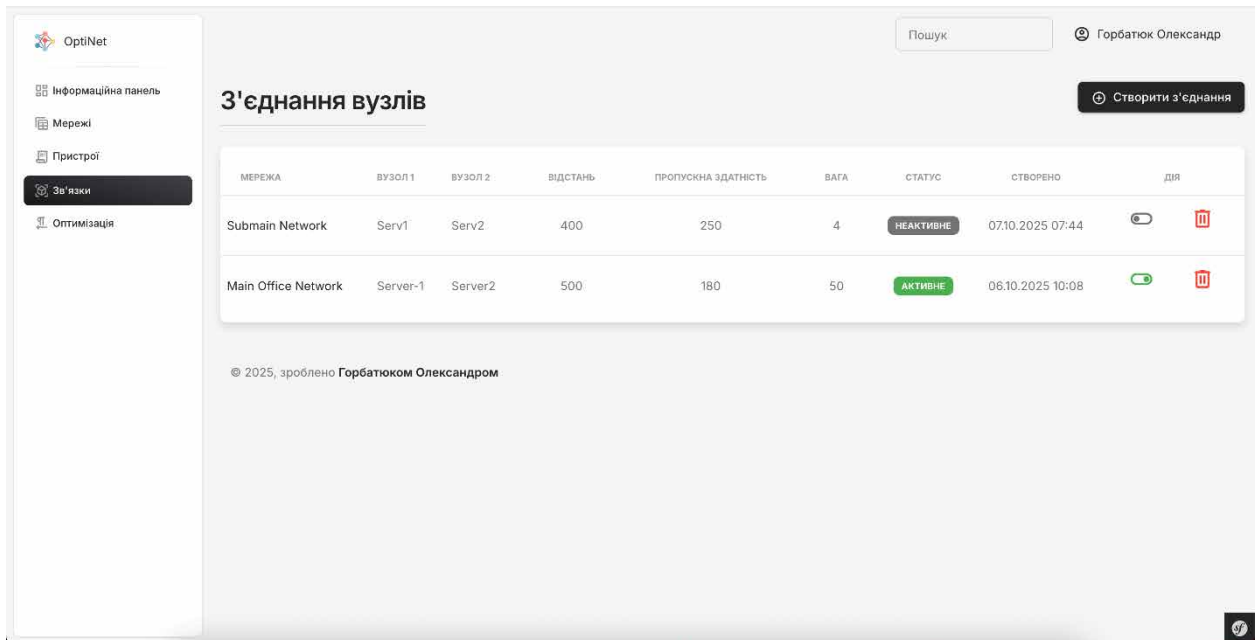 OptiNet
Пошук
Горбатюк Олександр
Інформаційна панель
Мережі
Пристрої
Зв'язки
Оптимізація
З'єднання вузлів
Створити з'єднання
МЕРЕЖА ВУЗОЛ 1 ВУЗОЛ 2 ВІДСТАНЬ ПРОПУСКНА ЗДАТНІСТЬ ВАГА СТАТУС СТВОРЕНО ДІЯ
Submain Network Serv1 Serv2 400 250 4 НЕАКТИВНЕ 07.10.2025 07:44
Main Office Network Server-1 Server2 500 180 50 АКТИВНЕ 06.10.2025 10:08
© 2025, зроблено Горбатюком Олександром
sf